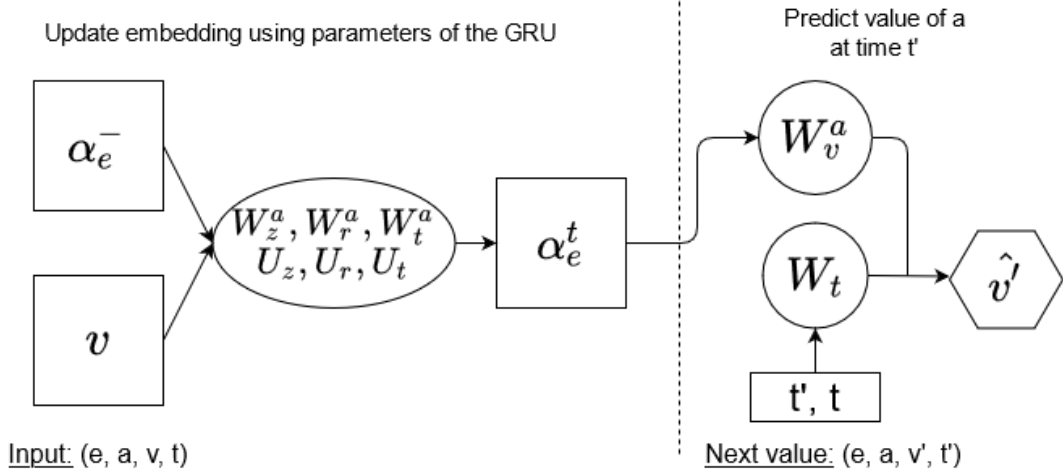 Update embedding using parameters of the GRU
Predict value of a
at time t'
α_e^-
v
W_z^a, W_r^a, W_t^a
U_z, U_r, U_t
α_e^t
W_v^a
W_t
v̂'
t', t
Input: (e, a, v, t)
Next value: (e, a, v', t')